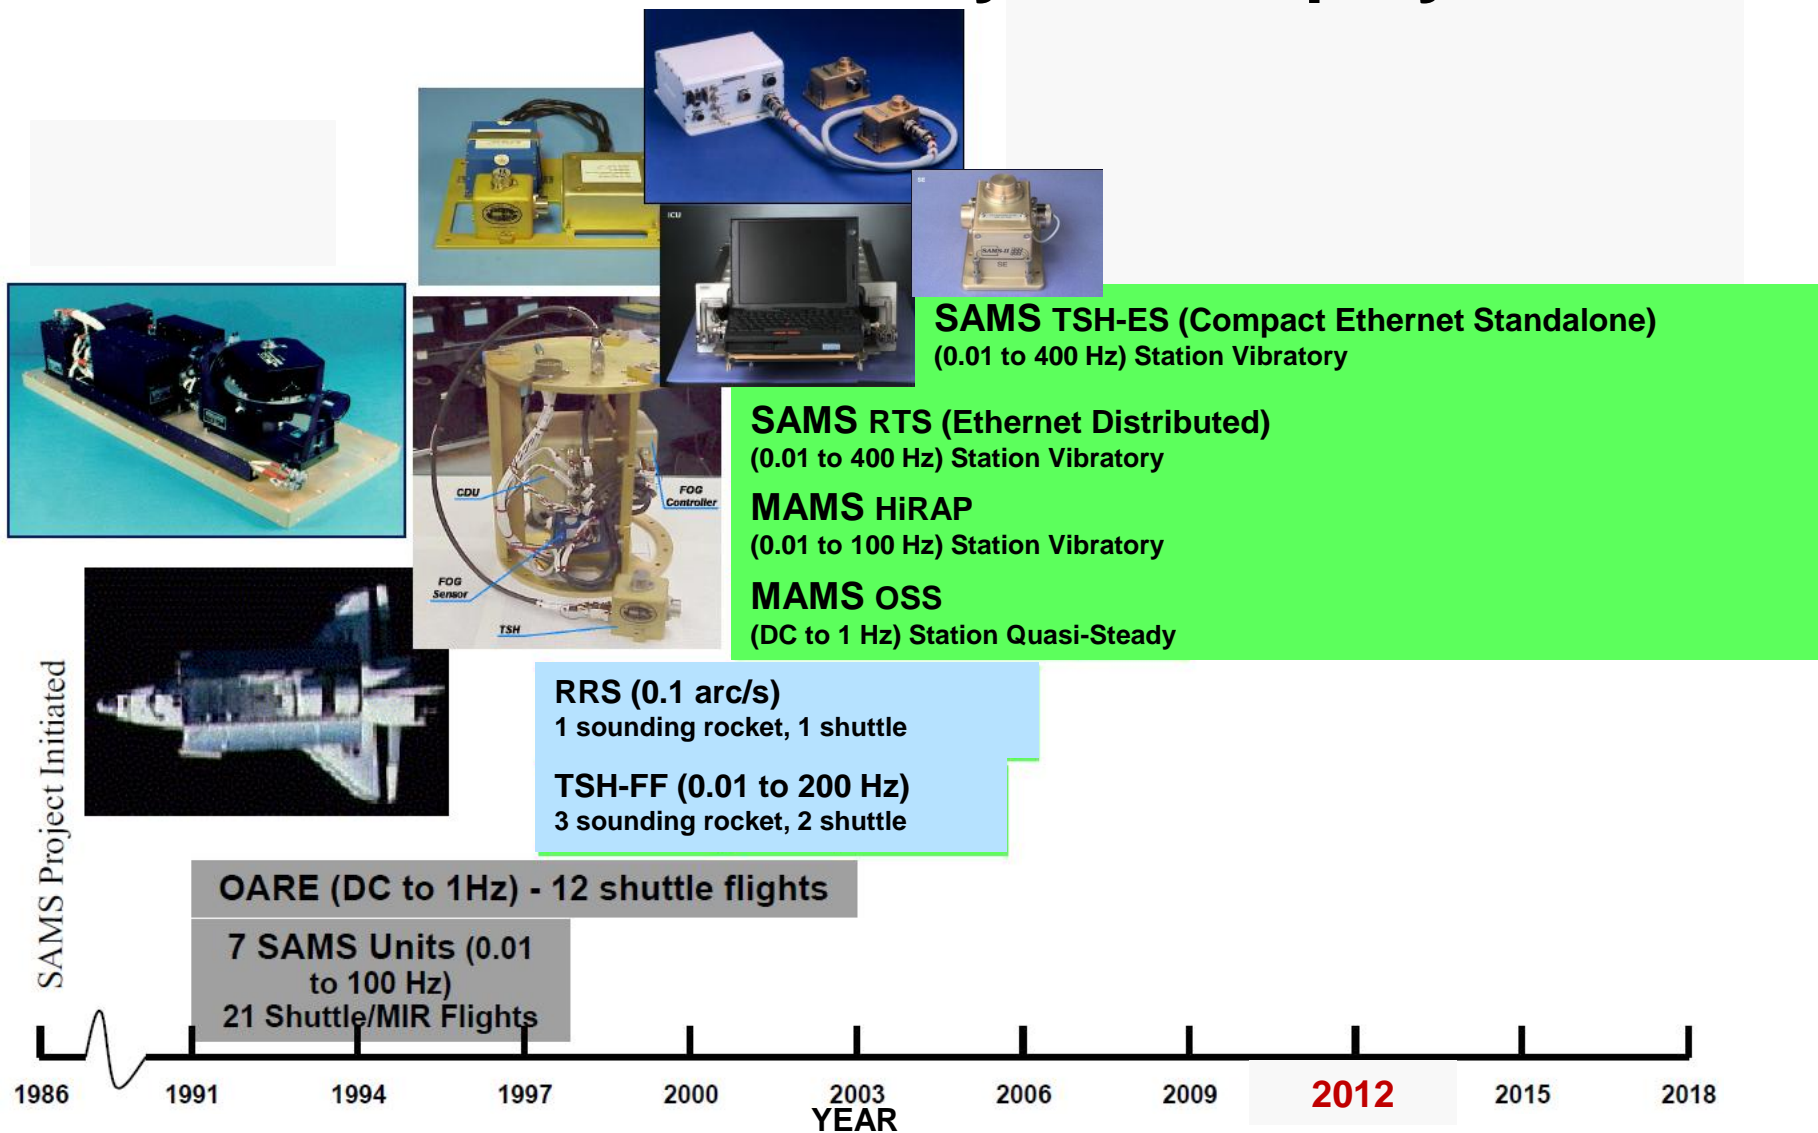 ICU
SE
SAMS-II
SE
SAMS TSH-ES (Compact Ethernet Standalone)
(0.01 to 400 Hz) Station Vibratory
SAMS RTS (Ethernet Distributed)
(0.01 to 400 Hz) Station Vibratory
MAMS HiRAP
(0.01 to 100 Hz) Station Vibratory
MAMS OSS
(DC to 1 Hz) Station Quasi-Steady
CDU
FOG
Controller
FOG
Sensor
TSH
RRS (0.1 arc/s)
1 sounding rocket, 1 shuttle
TSH-FF (0.01 to 200 Hz)
3 sounding rocket, 2 shuttle
SAMS Project Initiated
OARE (DC to 1Hz) - 12 shuttle flights
7 SAMS Units (0.01
to 100 Hz)
21 Shuttle/MIR Flights
1986 1991 1994 1997 2000 2003 2006 2009 2012 2015 2018
YEAR